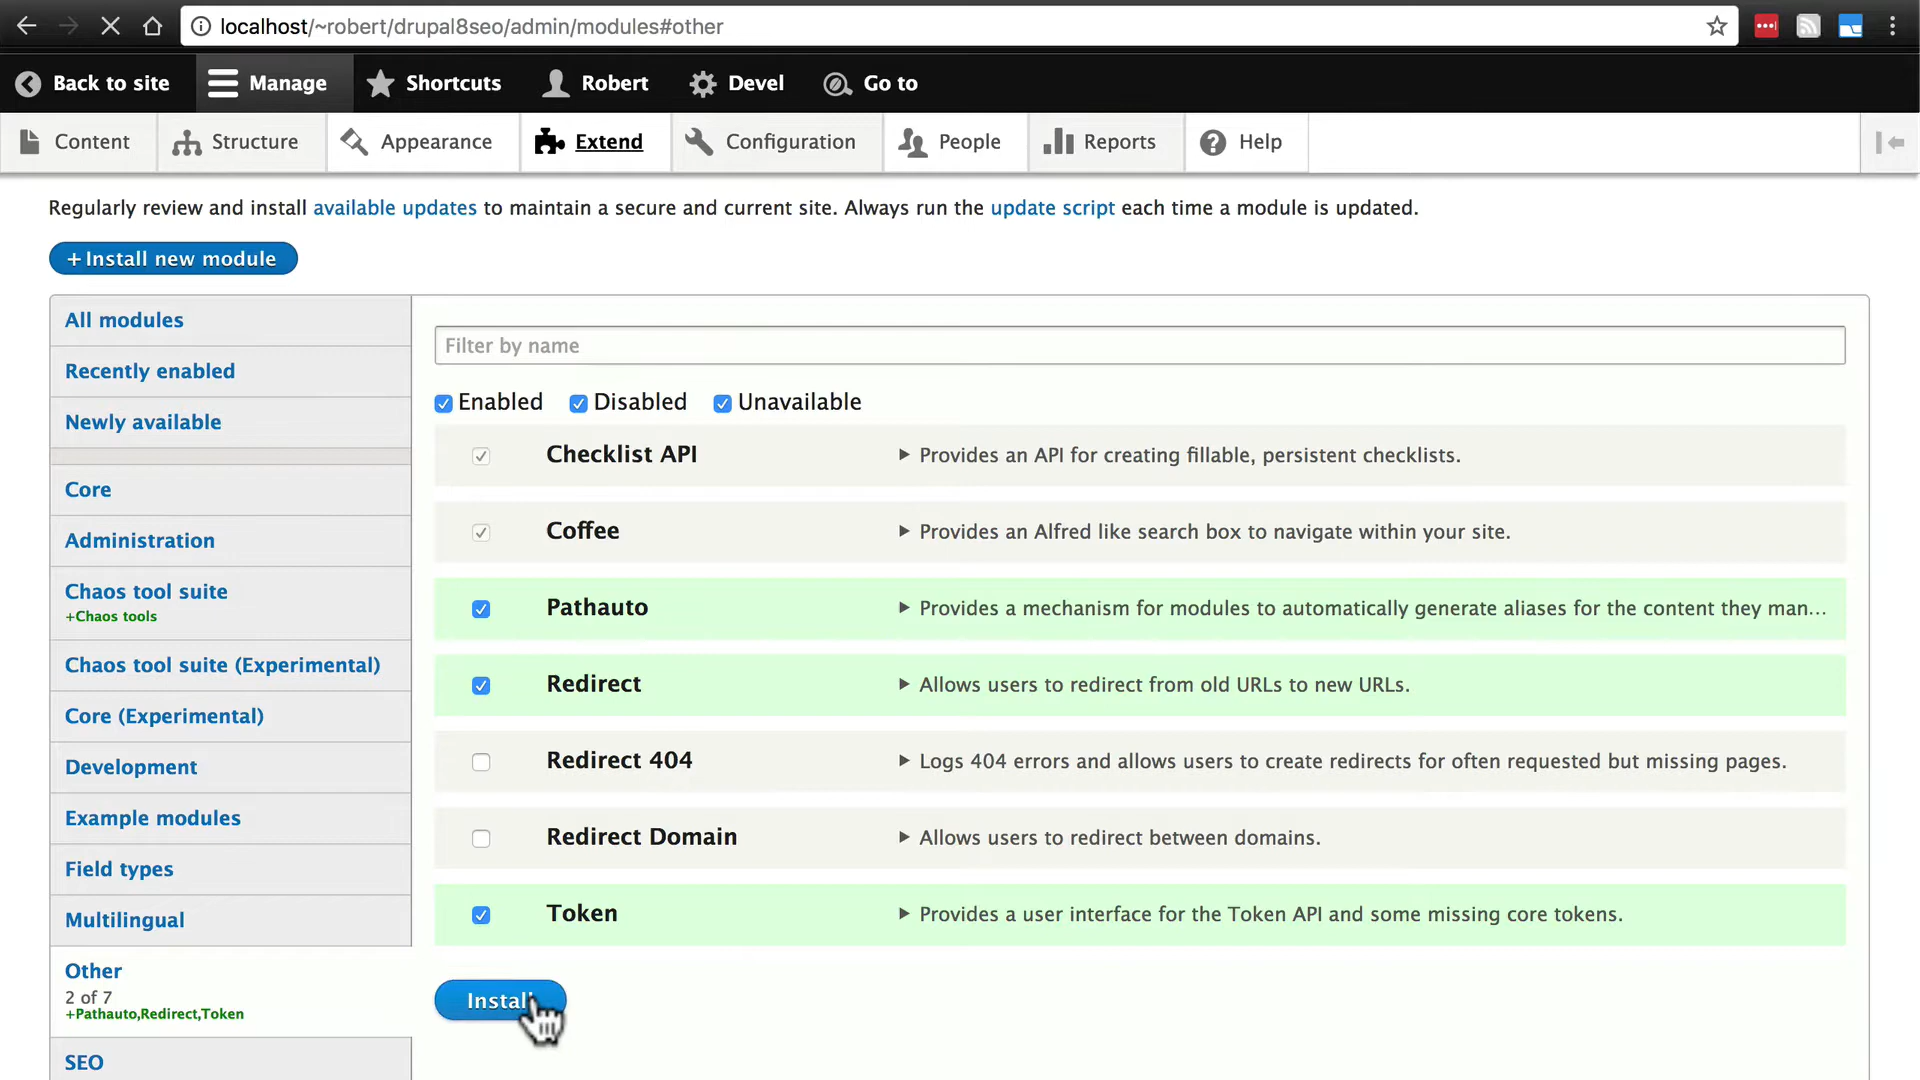 localhost/~robert/drupal8seo/admin/modules#other
Back to site Manage Shortcuts Robert Devel Go to
Content Structure Appearance Extend Configuration People Reports Help
Regularly review and install available updates to maintain a secure and current site. Always run the update script each time a module is updated.
+Install new module
All modules
Recently enabled
Newly available
Core
Administration
Chaos tool suite
+Chaos tools
Chaos tool suite (Experimental)
Core (Experimental)
Development
Example modules
Field types
Multilingual
Other
2 of 7
+Pathauto,Redirect,Token
SEO
Filter by name
Enabled Disabled Unavailable
Checklist API Provides an API for creating fillable, persistent checklists.
Coffee Provides an Alfred like search box to navigate within your site.
Pathauto Provides a mechanism for modules to automatically generate aliases for the content they man...
Redirect Allows users to redirect from old URLs to new URLs.
Redirect 404 Logs 404 errors and allows users to create redirects for often requested but missing pages.
Redirect Domain Allows users to redirect between domains.
Token Provides a user interface for the Token API and some missing core tokens.
Install